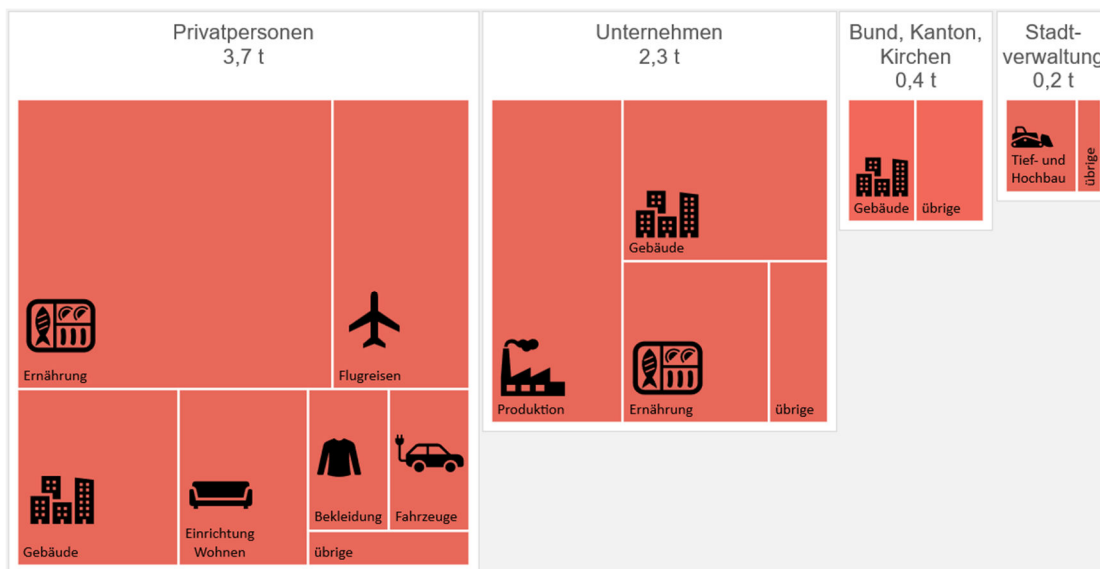 Privatpersonen
3,7 t
Ernährung
Flugreisen
Gebäude
Einrichtung
Wohnen
Bekleidung
Fahrzeuge
übrige
Unternehmen
2,3 t
Produktion
Gebäude
Ernährung
übrige
Bund, Kanton,
Kirchen
0,4 t
Gebäude
übrige
Stadt-
verwaltung
0,2 t
Tief- und
Hochbau
übrige